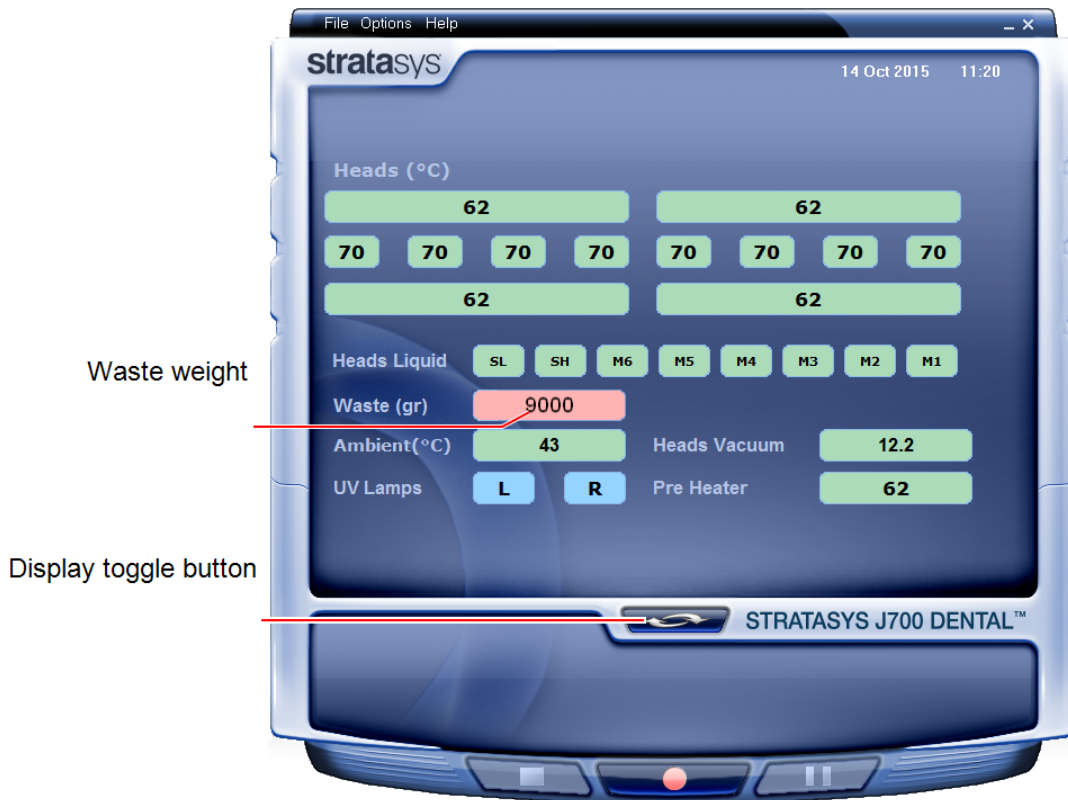 File Options Help
stratasys
14 Oct 2015 11:20
Heads (°C)
62 62
70 70 70 70 70 70 70 70
62 62
Heads Liquid SL SH M6 M5 M4 M3 M2 M1
Waste weight
Waste (gr) 9000
Ambient(°C) 43 Heads Vacuum 12.2
UV Lamps L R Pre Heater 62
Display toggle button
STRATASYS J700 DENTAL™